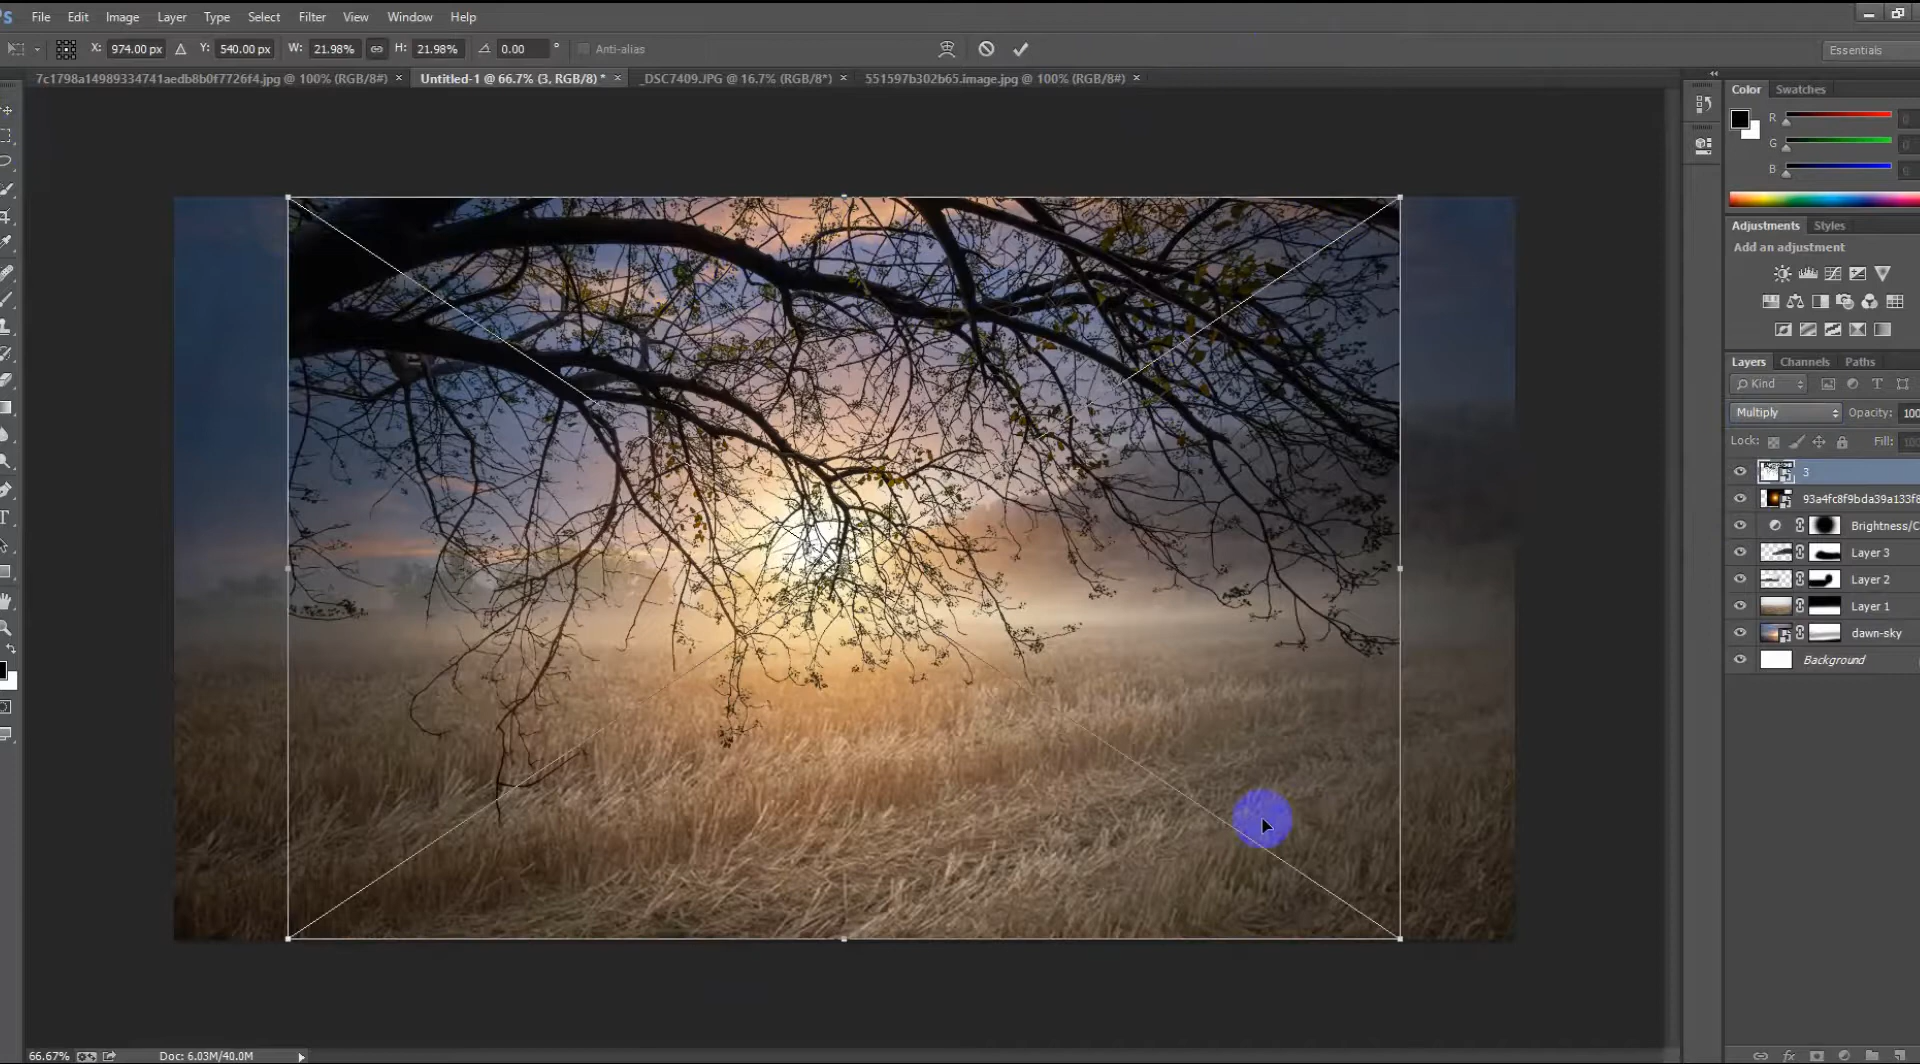 File Edit Image Layer Type Select Filter View Window Help
X: 974.00 px Y: 540.00 px W: 21.98% H: 21.98% 0.00 ° Anti-alias
Essentials
7c1798a14989334741aedb8b0f7726f4.jpg @ 100% (RGB/8#) × Untitled-1 @ 66.7% (3, RGB/8) * × _DSC7409.JPG @ 16.7% (RGB/8*) × 551597b302b65.image.jpg @ 100% (RGB/8#) ×
Color Swatches
R
G
B
Adjustments Styles
Add an adjustment
Layers Channels Paths
Kind
Multiply Opacity: 100
Lock: Fill:
3
93a4fc8f9bda39a133f8
Brightness/C
Layer 3
Layer 2
Layer 1
dawn-sky
Background
66.67% Doc: 6.03M/40.0M